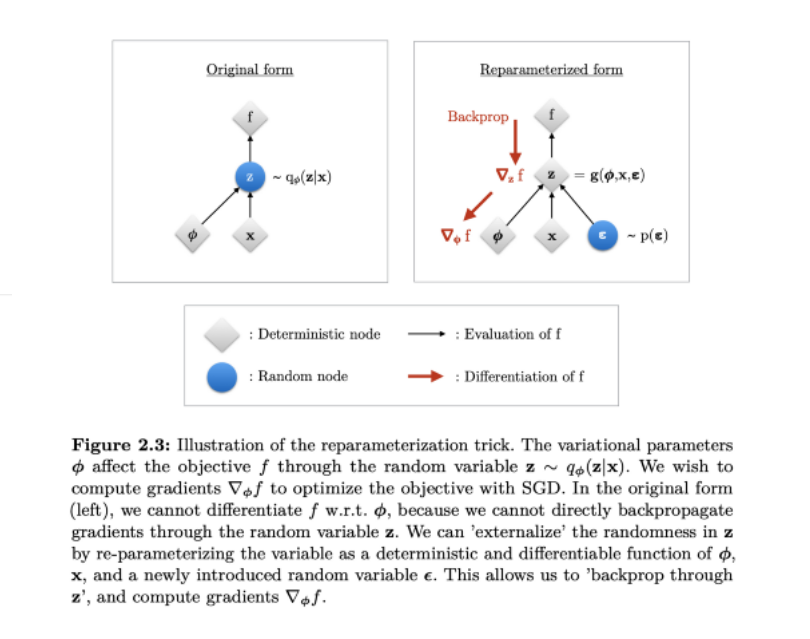 Original form
f
z ~ qϕ(z|x)
ϕ x
Reparameterized form
Backprop f
∇z f z = g(ϕ,x,ε)
∇ϕ f ϕ x ε ~ p(ε)
: Deterministic node : Evaluation of f
: Random node : Differentiation of f
Figure 2.3: Illustration of the reparameterization trick. The variational parameters
ϕ affect the objective f through the random variable z ∼ qϕ(z|x). We wish to
compute gradients ∇ϕf to optimize the objective with SGD. In the original form
(left), we cannot differentiate f w.r.t. ϕ, because we cannot directly backpropagate
gradients through the random variable z. We can 'externalize' the randomness in z
by re-parameterizing the variable as a deterministic and differentiable function of ϕ,
x, and a newly introduced random variable ϵ. This allows us to 'backprop through
z', and compute gradients ∇ϕf.